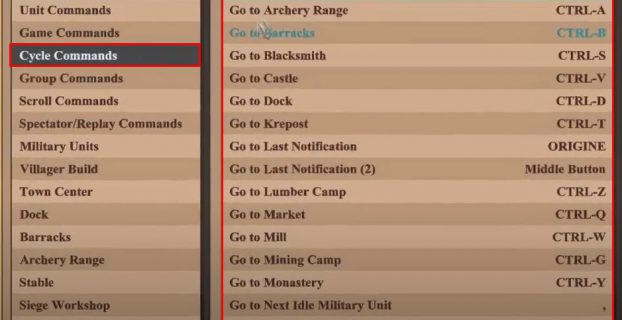 Unit Commands
Game Commands
Cycle Commands
Group Commands
Scroll Commands
Spectator/Replay Commands
Military Units
Villager Build
Town Center
Dock
Barracks
Archery Range
Stable
Siege Workshop
Go to Archery Range CTRL-A
Go to Barracks CTRL-B
Go to Blacksmith CTRL-S
Go to Castle CTRL-V
Go to Dock CTRL-D
Go to Krepost CTRL-T
Go to Last Notification ORIGINE
Go to Last Notification (2) Middle Button
Go to Lumber Camp CTRL-Z
Go to Market CTRL-Q
Go to Mill CTRL-W
Go to Mining Camp CTRL-G
Go to Monastery CTRL-Y
Go to Next Idle Military Unit ,